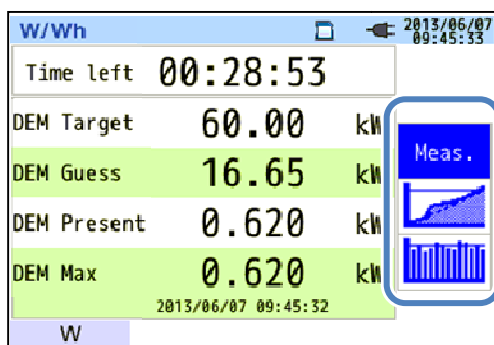 W/Wh 2013/06/07
09:45:33
Time left 00:28:53
DEM Target 60.00 kW
DEM Guess 16.65 kW
DEM Present 0.620 kW
DEM Max 0.620 kW
2013/06/07 09:45:32
Meas.
W